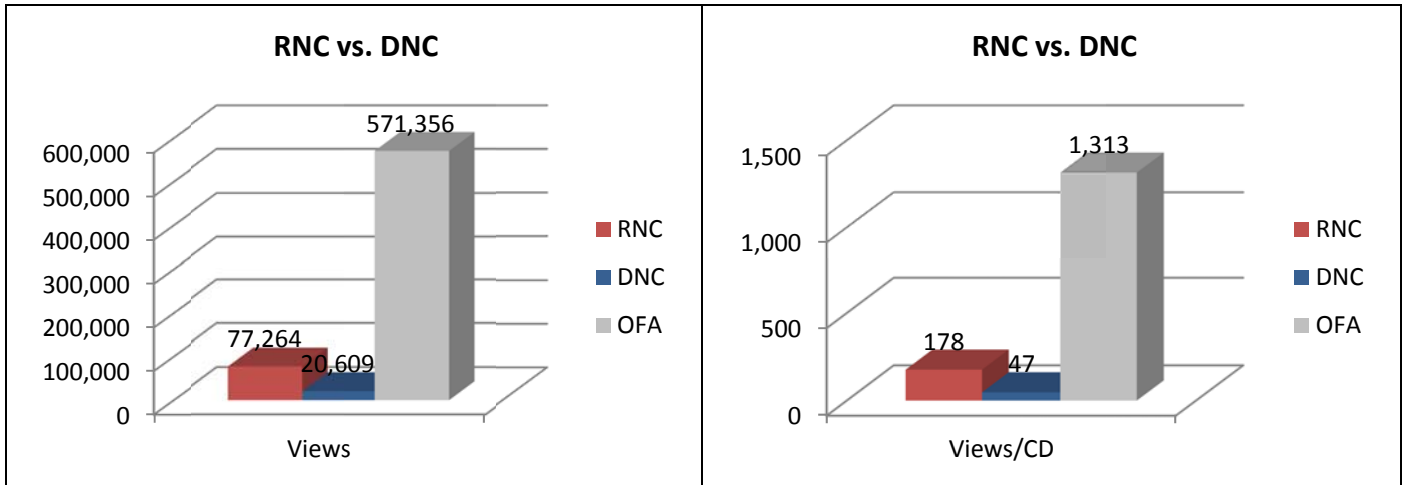 RNC vs. DNC
571,356
600,000
500,000
400,000
300,000
200,000
100,000
0
77,264
20,609
RNC
DNC
OFA
Views
RNC vs. DNC
1,313
1,500
1,000
500
0
178
47
RNC
DNC
OFA
Views/CD